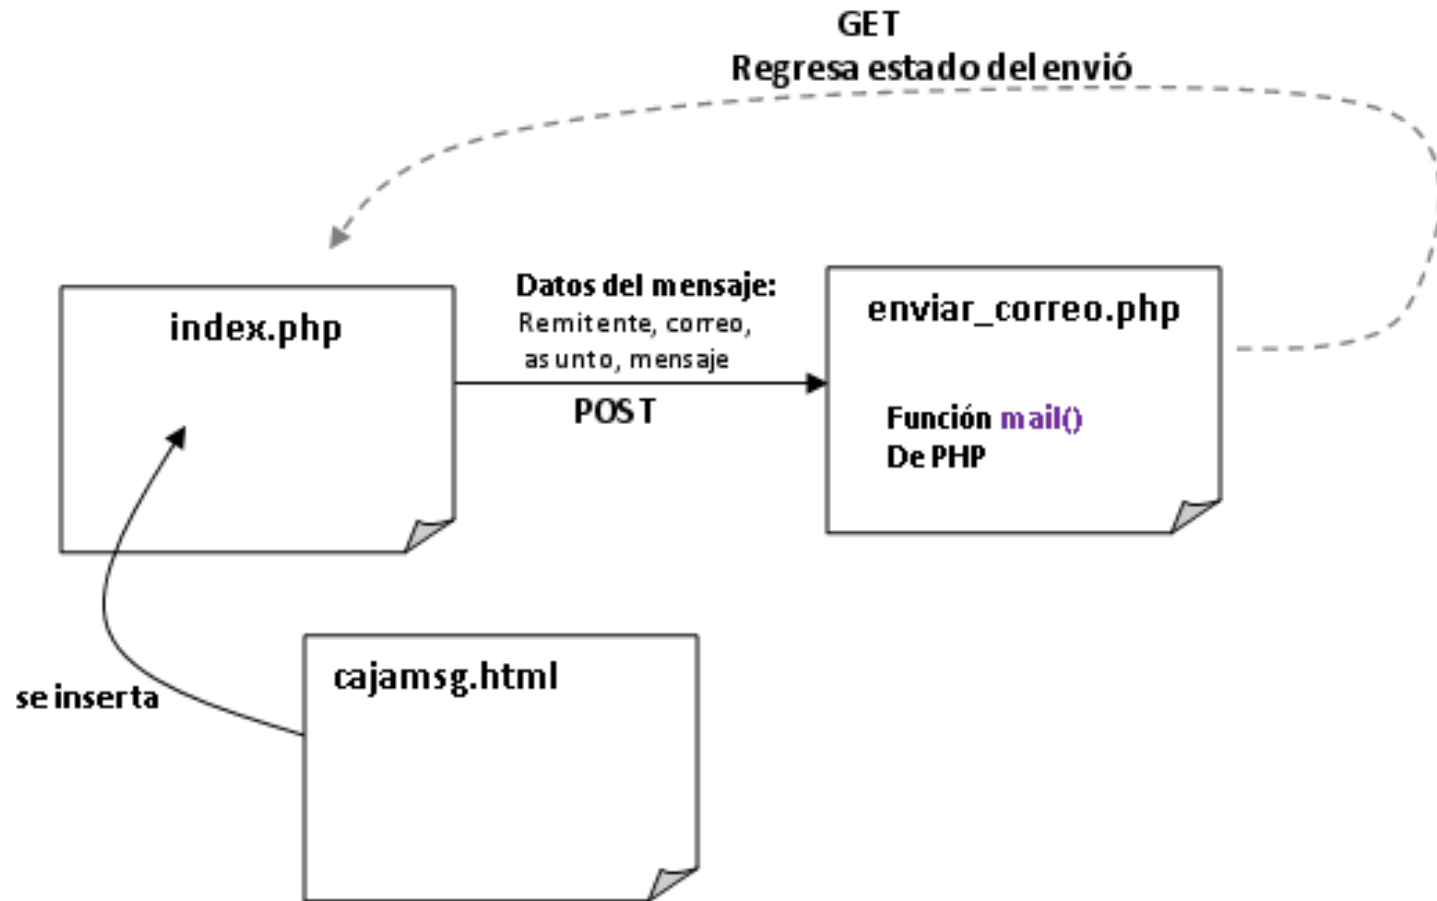 GET
Regresa estado del envió
index.php
Datos del mensaje:
Remitente, correo,
asunto, mensaje
POST
enviar_correo.php
Función mail()
De PHP
se inserta
cajamsg.html